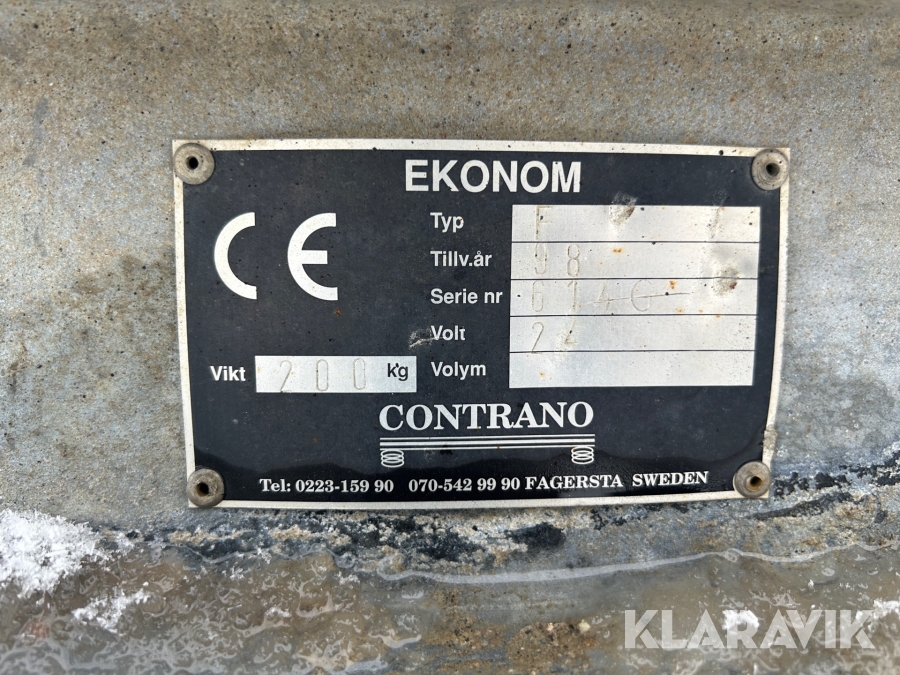 EKONOM
CE
Typ F
Tillv.år 98
Serie nr
Volt 24
Vikt 200 kg
Volym
CONTRANO
Tel: 0223-159 90 070-542 99 90 FAGERSTA SWEDEN
KLARAVIK